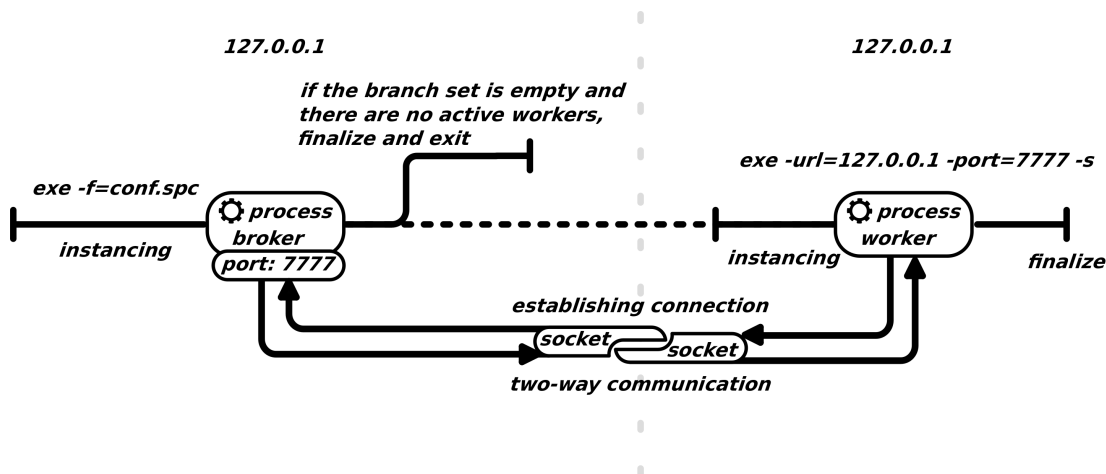 127.0.0.1
127.0.0.1
if the branch set is empty and
there are no active workers,
finalize and exit
exe -url=127.0.0.1 -port=7777 -s
exe -f=conf.spc
process
broker
port: 7777
instancing
process
worker
instancing
finalize
establishing connection
socket
socket
two-way communication